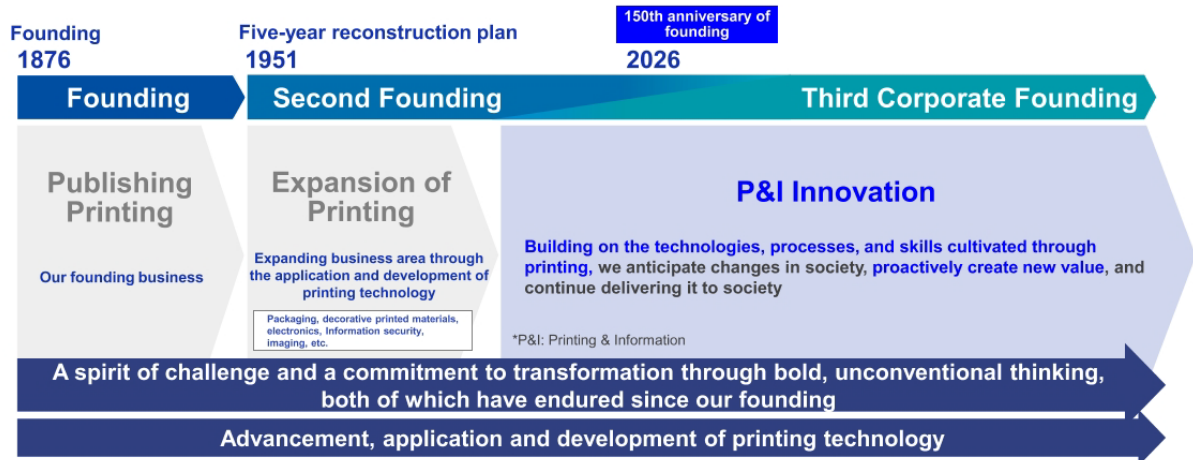 150th anniversary of
founding
Founding
1876
Five-year reconstruction plan
1951
2026
Founding
Second Founding
Third Corporate Founding
Publishing
Printing
Our founding business
Expansion of
Printing
Expanding business area through
the application and development of
printing technology
Packaging, decorative printed materials,
electronics, Information security,
imaging, etc.
P&I Innovation
Building on the technologies, processes, and skills cultivated through
printing, we anticipate changes in society, proactively create new value, and
continue delivering it to society
*P&I: Printing & Information
A spirit of challenge and a commitment to transformation through bold, unconventional thinking,
both of which have endured since our founding
Advancement, application and development of printing technology